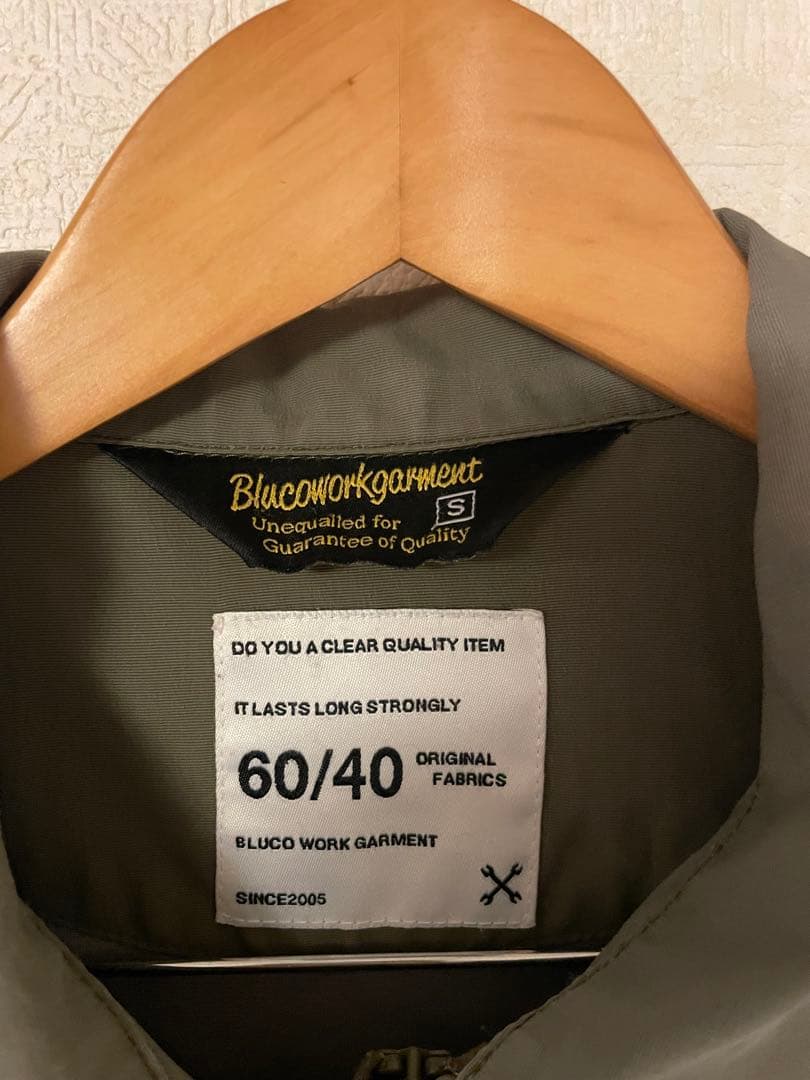 Blucoworkgarment
S
Unequalled for
Guarantee of Quality
DO YOU A CLEAR QUALITY ITEM
IT LASTS LONG STRONGLY
60/40 ORIGINAL
FABRICS
BLUCO WORK GARMENT
SINCE2005